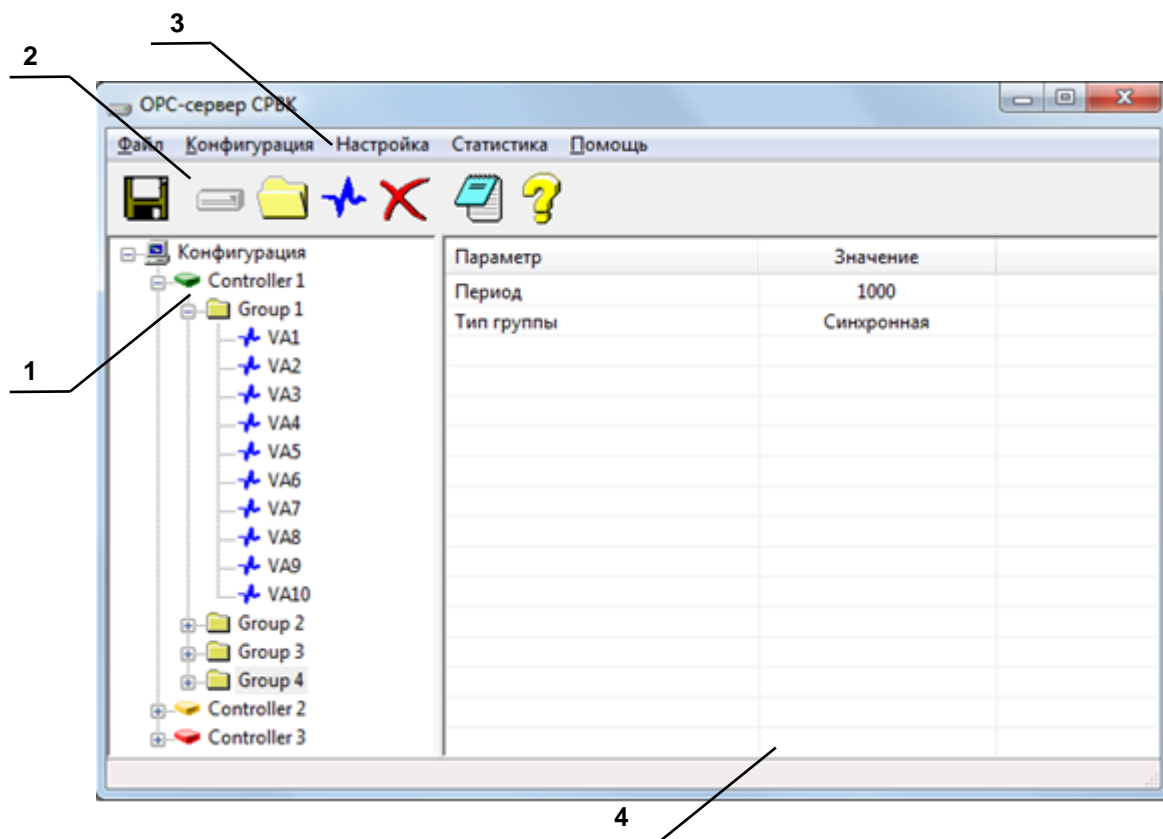 3
2
ОРС-сервер СРВК
Файл Конфигурация Настройка Статистика Помощь
Конфигурация
Параметр Значение
Controller 1
Период 1000
Group 1
Тип группы Синхронная
VA1
VA2
1
VA3
VA4
VA5
VA6
VA7
VA8
VA9
VA10
Group 2
Group 3
Group 4
Controller 2
Controller 3
4